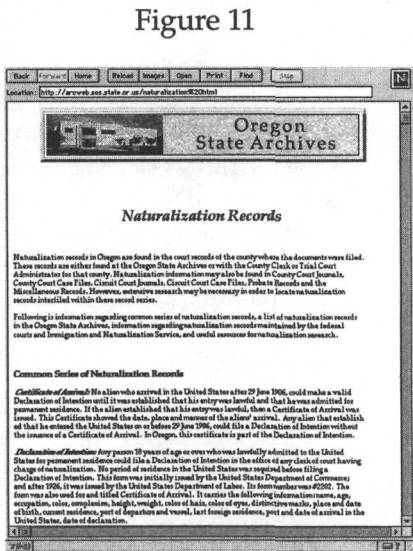 Figure 11
Back Forward Home Reload Images Open Print Find Stop
N
Location: http://arcweb.sos.state.or.us/naturalization%20html
Oregon
State Archives
Naturalization Records
Naturalization records in Oregon are found in the court records of the county where the documents were filed.
These records are either found at the Oregon State Archives or with the County Clerk or Trial Court
Administrator for that county. Naturalization information may also be found in County Court Journals,
County Court Case Files, Circuit Court Journals, Circuit Court Case Files, Probate Records and the
Miscellaneous Records. However, extensive research may be necessary in order to locate naturalization
records interfiled within these record series.
Following is information regarding common series of naturalization records, a list of naturalization records
in the Oregon State Archives, information regarding naturalization records maintained by the federal
courts and Immigration and Naturalization Service, and useful resources for naturalization research.
Common Series of Naturalization Records
Certificate of Arrival: No alien who arrived in the United States after 29 June 1906, could make a valid
Declaration of Intention until it was established that his entry was lawful and that he was admitted for
permanent residence. If the alien established that his entry was lawful, then a Certificate of Arrival was
issued. This Certificate showed the date, place and manner of the aliens' arrival. Any alien that establish
ed that he entered the United States on or before 29 June 1906, could file a Declaration of Intention without
the issuance of a Certificate of Arrival. In Oregon, this certificate is part of the Declaration of Intention.
Declaration of Intention: Any person 18 years of age or over who was lawfully admitted to the United
States for permanent residence could file a Declaration of Intention in the office of any clerk of court having
charge of naturalization. No period of residence in the United States was required before filing a
Declaration of Intention. This form was initially issued by the United States Department of Commerce;
and after 1926, it was issued by the United States Department of Labor. Its form number was #2202. The
form was also used for and titled Certificate of Arrival. It carries the following information: name, age,
occupation, color, complexion, height, weight, color of hair, color of eyes, distinctive marks, place and date
of birth, current residence, port of departure and vessel, last foreign residence, port and date of arrival in the
United States, date of declaration.